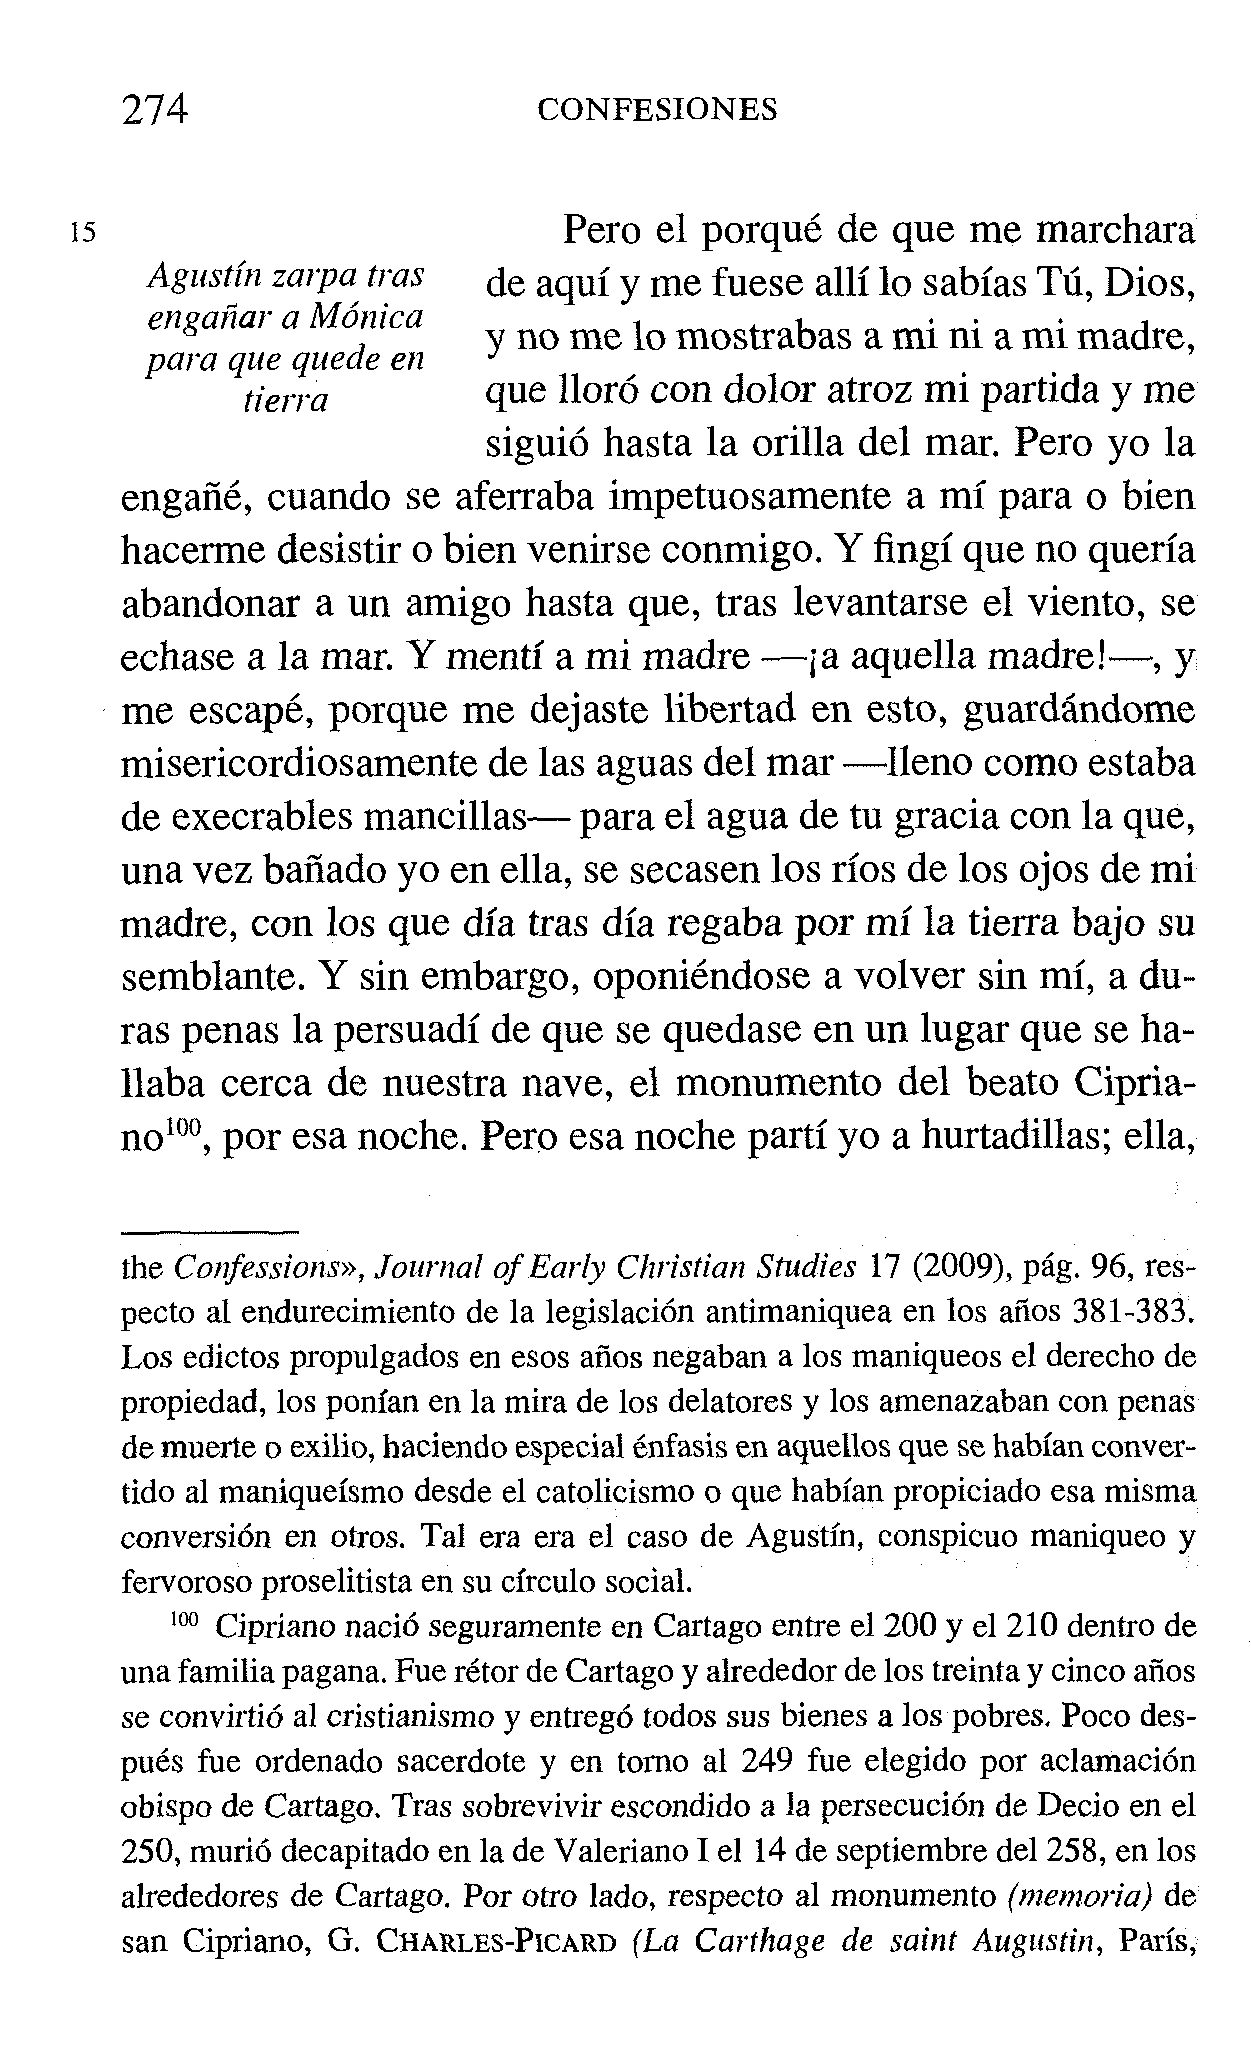 274 CONFESIONES
15 Pero el porqué de que me marchara
Agustín zarpa tras
engañar a Mónica
para que quede en
tierra
de aquí y me fuese allí lo sabías Tú, Dios,
y no me lo mostrabas a mi ni a mi madre,
que lloró con dolor atroz mi partida y me
siguió hasta la orilla del mar. Pero yo la
engañé, cuando se aferraba impetuosamente a mí para o bien
hacerme desistir o bien venirse conmigo. Y fingí que no quería
abandonar a un amigo hasta que, tras levantarse el viento, se
echase a la mar. Y mentí a mi madre —¡a aquella madre!—, y
me escapé, porque me dejaste libertad en esto, guardándome
misericordiosamente de las aguas del mar —lleno como estaba
de execrables mancillas— para el agua de tu gracia con la que,
una vez bañado yo en ella, se secasen los ríos de los ojos de mi
madre, con los que día tras día regaba por mí la tierra bajo su
semblante. Y sin embargo, oponiéndose a volver sin mí, a du-
ras penas la persuadí de que se quedase en un lugar que se ha-
llaba cerca de nuestra nave, el monumento del beato Cipria-
no¹⁰⁰, por esa noche. Pero esa noche partí yo a hurtadillas; ella,
the Confessions», Journal of Early Christian Studies 17 (2009), pág. 96, res-
pecto al endurecimiento de la legislación antimaniquea en los años 381-383.
Los edictos propulgados en esos años negaban a los maniqueos el derecho de
propiedad, los ponían en la mira de los delatores y los amenazaban con penas
de muerte o exilio, haciendo especial énfasis en aquellos que se habían conver-
tido al maniqueísmo desde el catolicismo o que habían propiciado esa misma
conversión en otros. Tal era era el caso de Agustín, conspicuo maniqueo y
fervoroso proselitista en su círculo social.
¹⁰⁰ Cipriano nació seguramente en Cartago entre el 200 y el 210 dentro de
una familia pagana. Fue rétor de Cartago y alrededor de los treinta y cinco años
se convirtió al cristianismo y entregó todos sus bienes a los pobres. Poco des-
pués fue ordenado sacerdote y en torno al 249 fue elegido por aclamación
obispo de Cartago. Tras sobrevivir escondido a la persecución de Decio en el
250, murió decapitado en la de Valeriano I el 14 de septiembre del 258, en los
alrededores de Cartago. Por otro lado, respecto al monumento (memoria) de
san Cipriano, G. CHARLES-PICARD (La Carthage de saint Augustin, París,